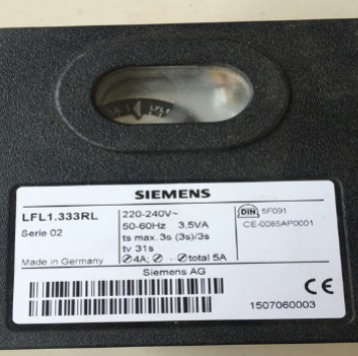 LFL1
SIEMENS
LFL1.333RL
Serie 02
Made in Germany
220-240V~
50-60Hz 3,5VA
ts max. 3s (3s)/3s
tv 31s
4A; ·· total 5A
DIN 5F091
CE-0085AP0001
Siemens AG
CE
1507060003